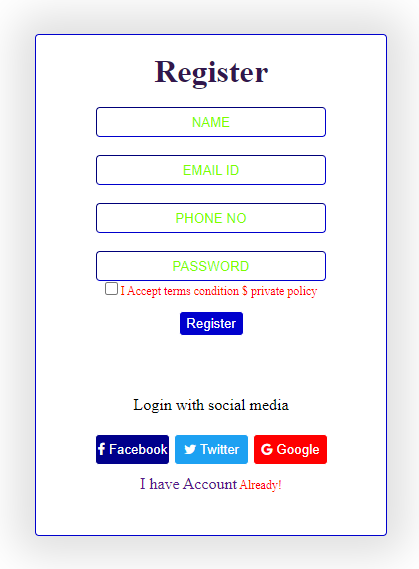 Register
NAME
EMAIL ID
PHONE NO
PASSWORD
I Accept terms condition $ private policy
Register
Login with social media
Facebook Twitter Google
I have Account Already!